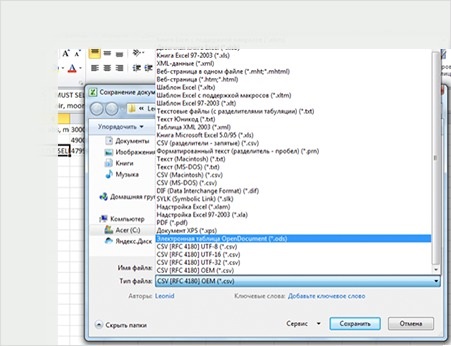 Книга Excel 97-2003 (*.xls)
XML-данные (*.xml)
Веб-страница в одном файле (*.mht;*.mhtml)
Веб-страница (*.htm;*.html)
Шаблон Excel (*.xltx)
Шаблон Excel с поддержкой макросов (*.xltm)
Шаблон Excel 97-2003 (*.xlt)
Текстовые файлы (с разделителями табуляции) (*.txt)
Текст Юникод (*.txt)
Таблица XML 2003 (*.xml)
Книга Microsoft Excel 5.0/95 (*.xls)
CSV (разделители - запятые) (*.csv)
Форматированный текст (разделитель - пробел) (*.prn)
Текст (Macintosh) (*.txt)
Текст (MS-DOS) (*.txt)
CSV (Macintosh) (*.csv)
CSV (MS-DOS) (*.csv)
DIF (Data Interchange Format) (*.dif)
SYLK (Symbolic Link) (*.slk)
Надстройка Excel (*.xlam)
Надстройка Excel 97-2003 (*.xla)
PDF (*.pdf)
Документ XPS (*.xps)
Электронная таблица OpenDocument (*.ods)
CSV [RFC 4180] UTF-8 (*.csv)
CSV [RFC 4180] UTF-16 (*.csv)
CSV [RFC 4180] UTF-32 (*.csv)
CSV [RFC 4180] OEM (*.csv)
MUST SEL
ir, moon
Сохранение докум
Le
Упорядочить
Документы
Изображения
Книги
Музыка
Домашняя груп
Компьютер
Acer (C:)
Яндекс.Диск
s, m 3000
4900
SEL 479
Имя файла:
Тип файла: CSV [RFC 4180] OEM (*.csv)
Авторы: Leonid Ключевые слова: Добавьте ключевое слово
Скрыть папки Сервис Сохранить Отмена